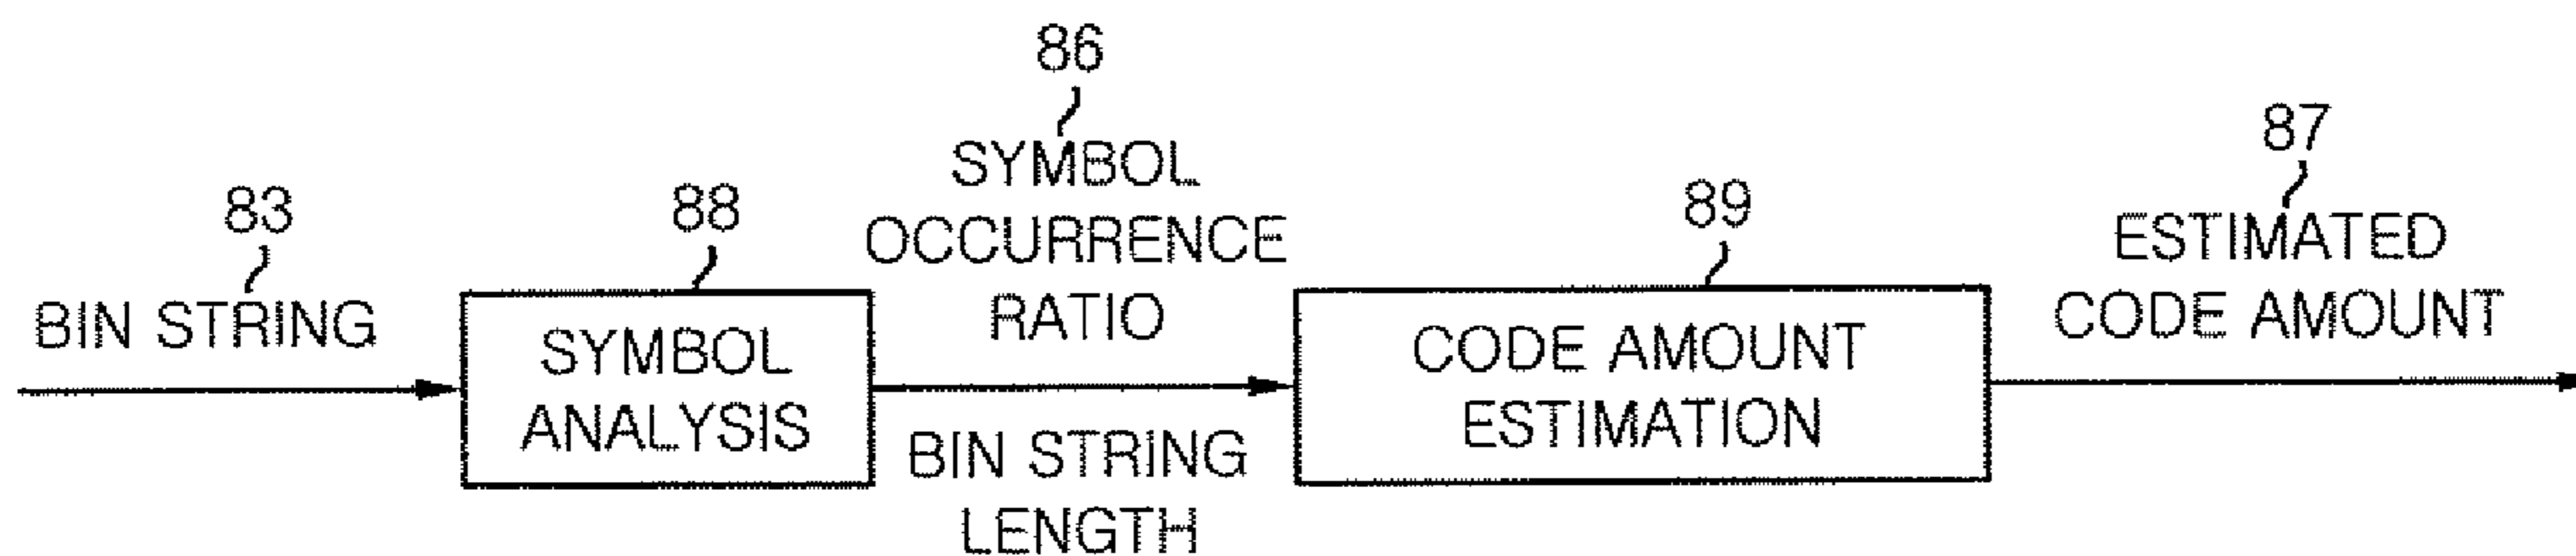 83
BIN STRING
88
SYMBOL
ANALYSIS
86
SYMBOL
OCCURRENCE
RATIO
BIN STRING
LENGTH
89
CODE AMOUNT
ESTIMATION
87
ESTIMATED
CODE AMOUNT